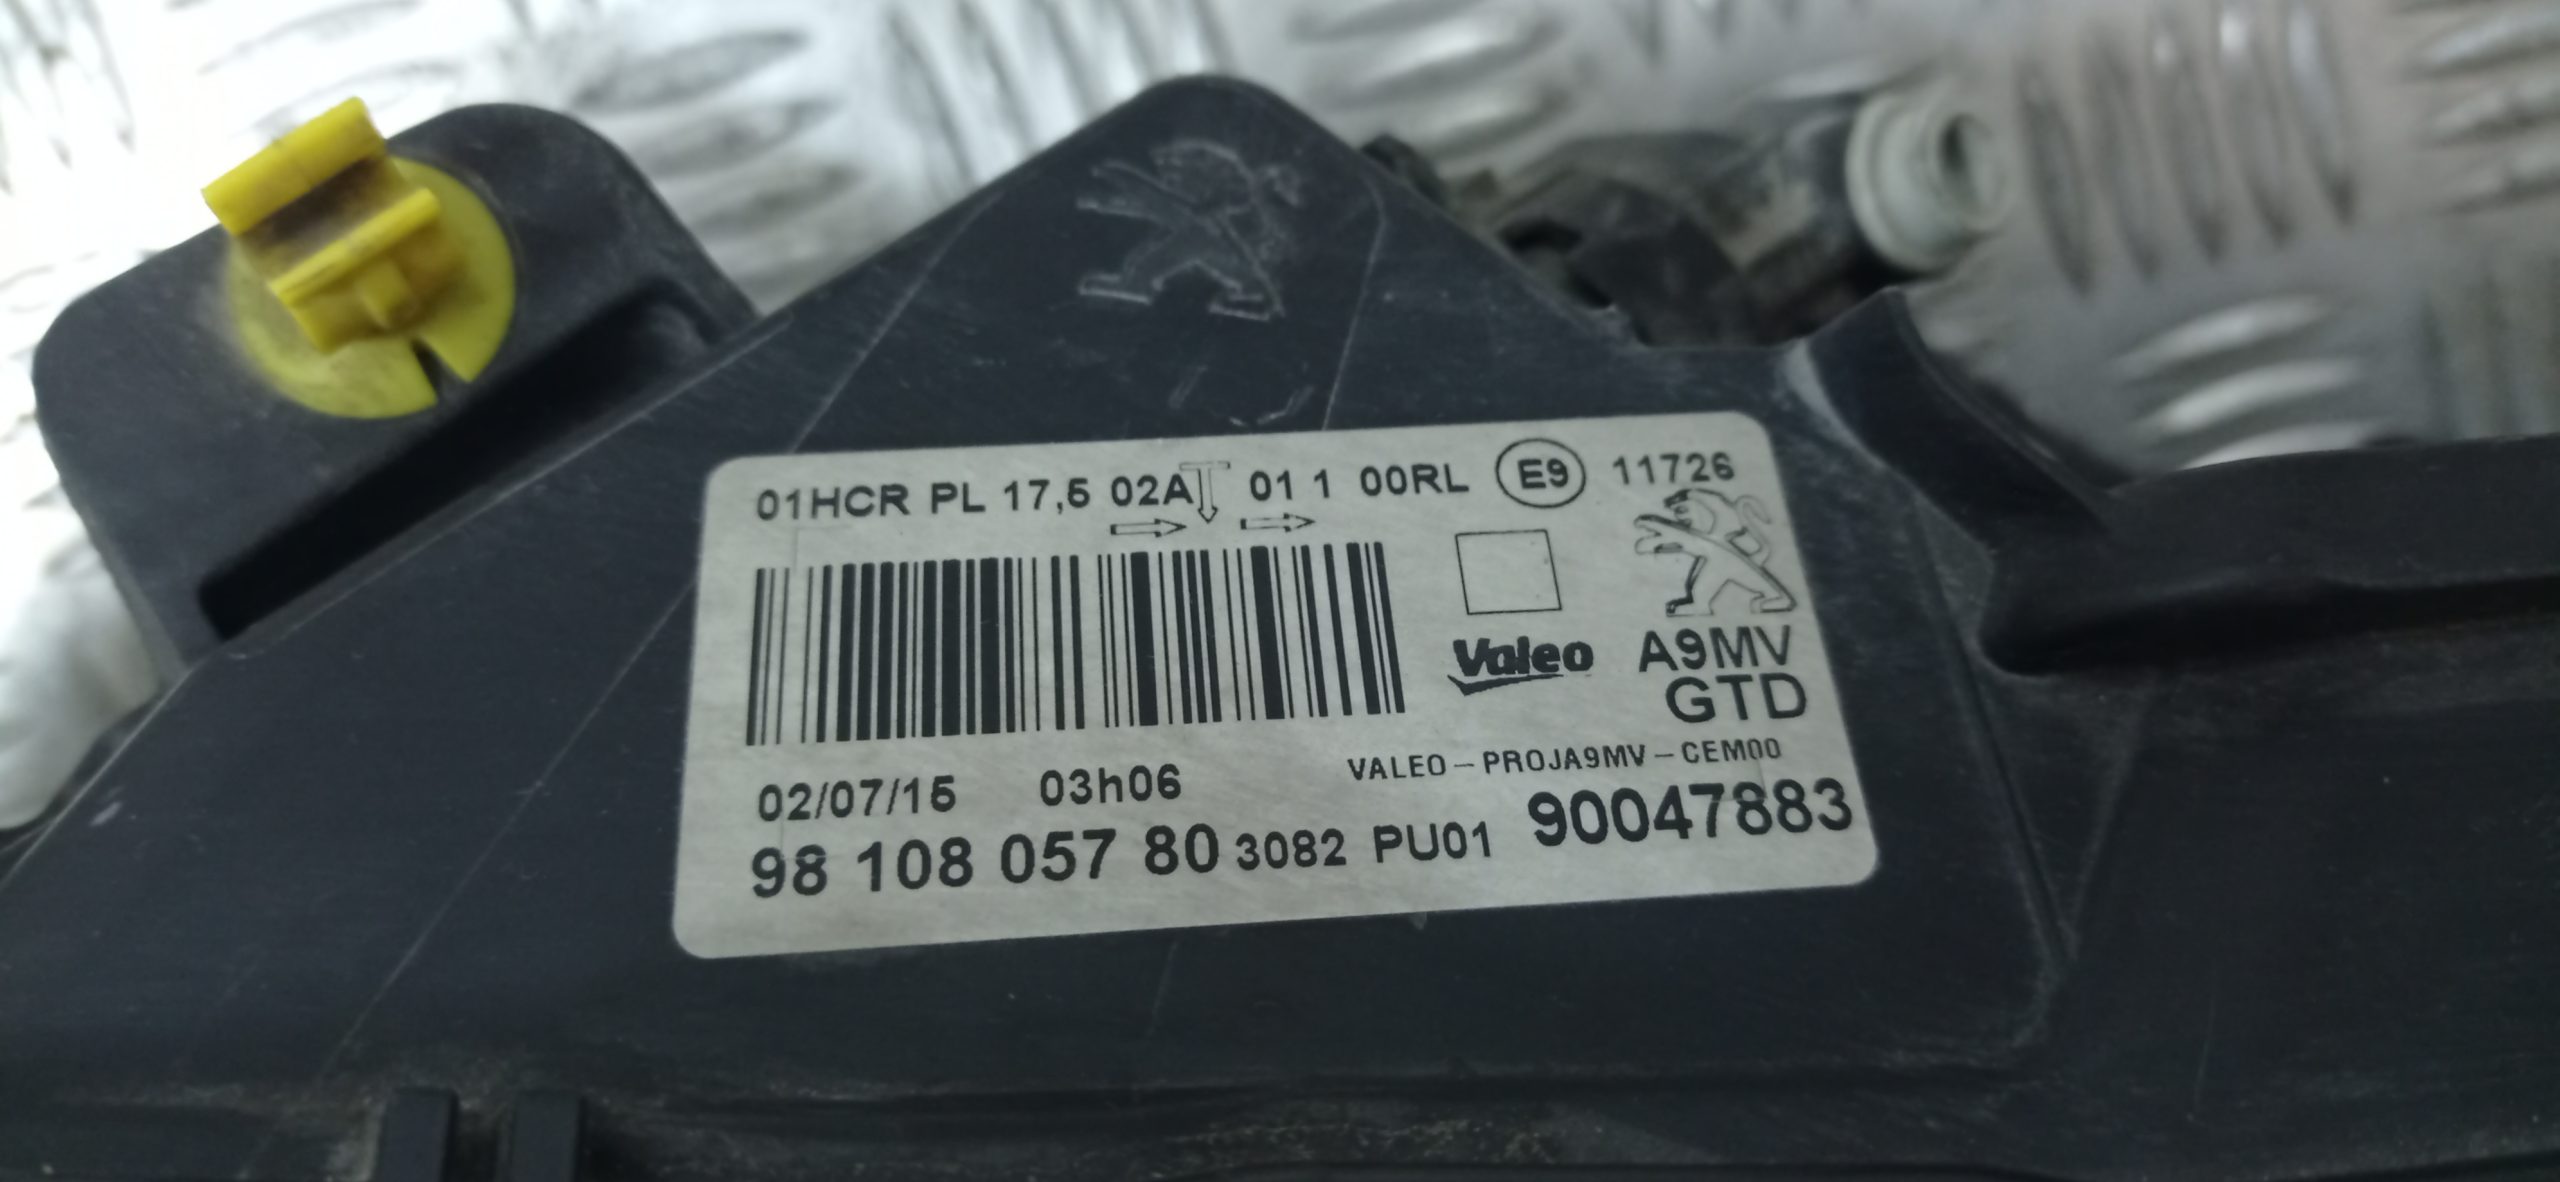 01HCR PL 17,5 02A 01 1 00RL E9 11726
Valeo
A9MV
GTD
VALEO-PROJA9MV-CEM00
02/07/15 03h06
98 108 057 80 3082 PU01 90047883